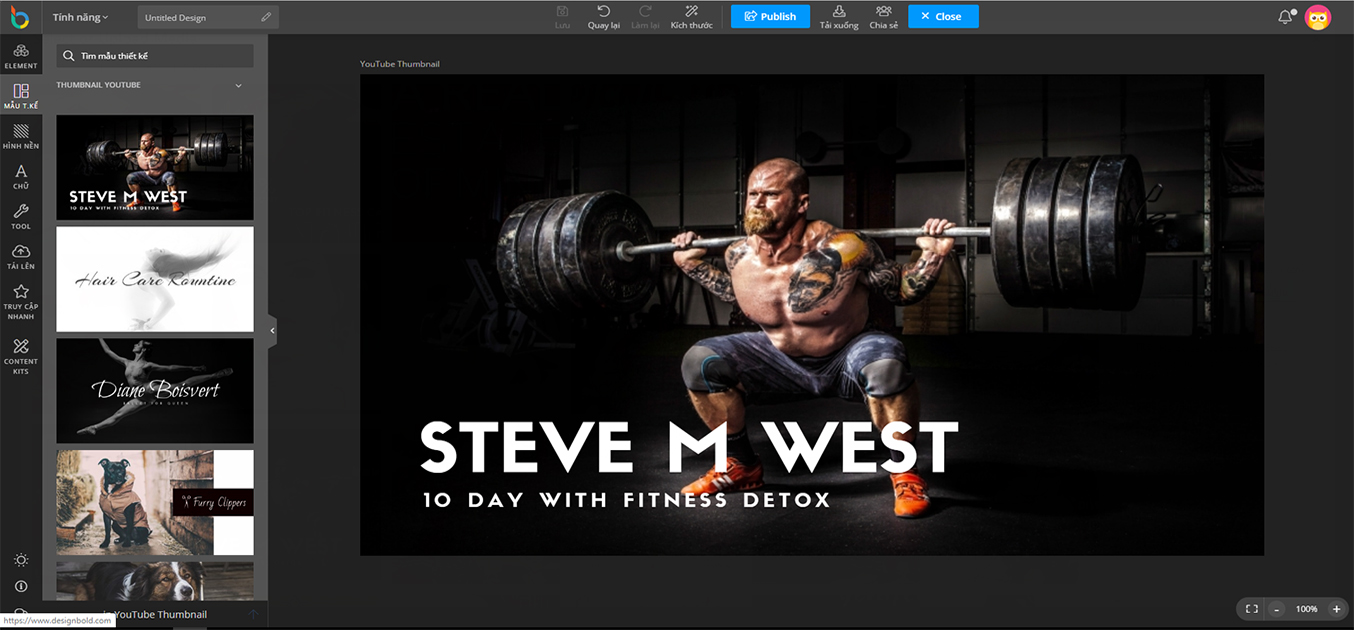 Tính năng
Untitled Design
Lưu
Quay lại
Làm lại
Kích thước
Publish
Tải xuống
Chia sẻ
Close
ELEMENT
MẪU T.KẾ
HÌNH NỀN
CHỮ
TOOL
TẢI LÊN
TRUY CẬP
NHANH
CONTENT
KITS
Tìm mẫu thiết kế
THUMBNAIL YOUTUBE
STEVE M WEST
10 DAY WITH FITNESS DETOX
Hair Care Rountine
Diane Boisvert
Furry Clippers
YouTube Thumbnail
https://www.designbold.com
YouTube Thumbnail
STEVE M WEST
10 DAY WITH FITNESS DETOX
100%